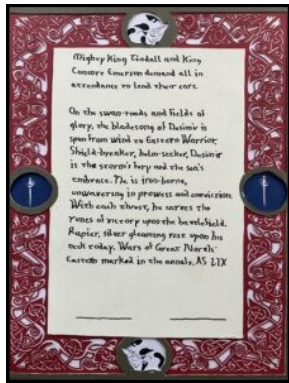 Mighty King Tindall and King
Consort Emerson demand all in
attendance to lend their ears.
On the swan-roads and fields of
glory, the bladesong of Dasimir is
spun from wind to Eastern Warrior,
Shield-breaker, helm-seeker, Dasimir
is the storm's fury and the sea's
embrace. He is iron-borne,
unwavering in prowess and conviction.
With each thrust, he carves the
runes of victory upon the battlefield.
Rapier, silver gleaming rest upon his
neck today. Wars of Great North
Eastern marked in the annals, AS LIX